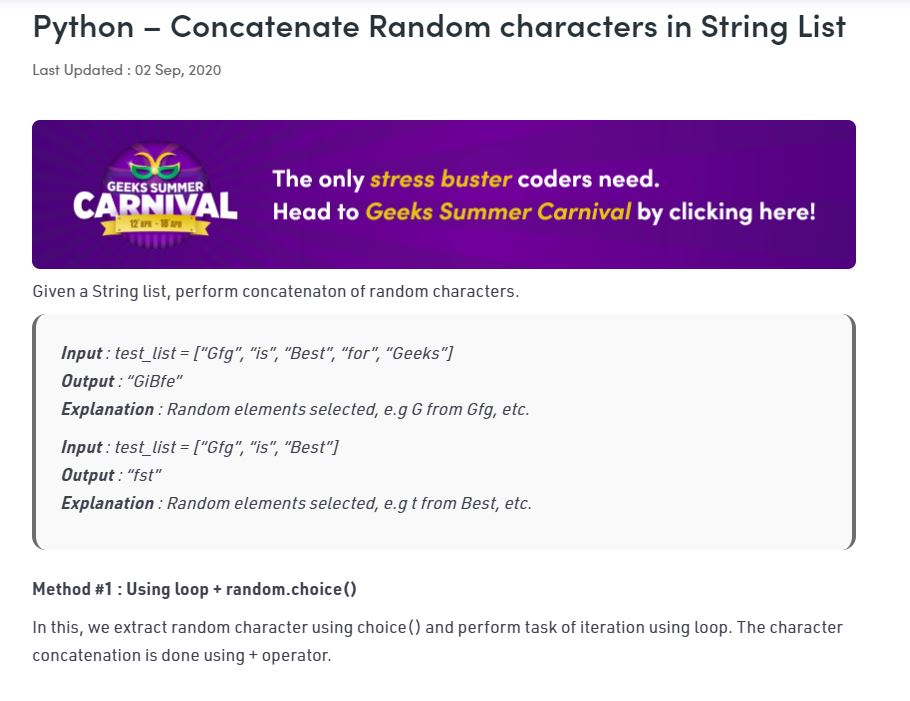 Python – Concatenate Random characters in String List
Last Updated : 02 Sep, 2020
GEEKS SUMMER
CARNIVAL
12 APR - 18 APR
The only stress buster coders need.
Head to Geeks Summer Carnival by clicking here!
Given a String list, perform concatenaton of random characters.
Input : test_list = [“Gfg”, “is”, “Best”, “for”, “Geeks”]
Output : “GiBfe”
Explanation : Random elements selected, e.g G from Gfg, etc.
Input : test_list = [“Gfg”, “is”, “Best”]
Output : “fst”
Explanation : Random elements selected, e.g t from Best, etc.
Method #1 : Using loop + random.choice()
In this, we extract random character using choice() and perform task of iteration using loop. The character
concatenation is done using + operator.